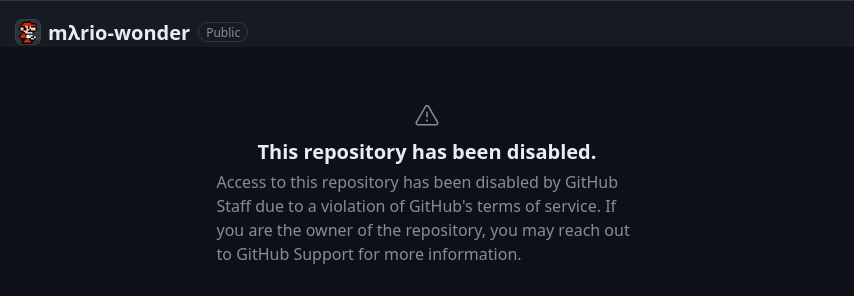 mλrio-wonder Public
This repository has been disabled.
Access to this repository has been disabled by GitHub
Staff due to a violation of GitHub's terms of service. If
you are the owner of the repository, you may reach out
to GitHub Support for more information.